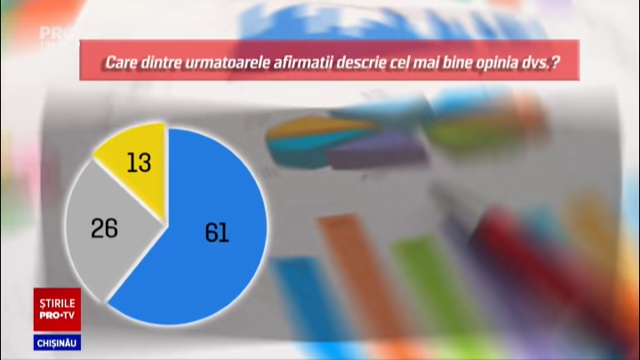 Care dintre urmatoarele afirmatii descrie cel mai bine opinia dvs.?
13
26
61
ȘTIRILE
PRO•TV
CHIȘINĂU